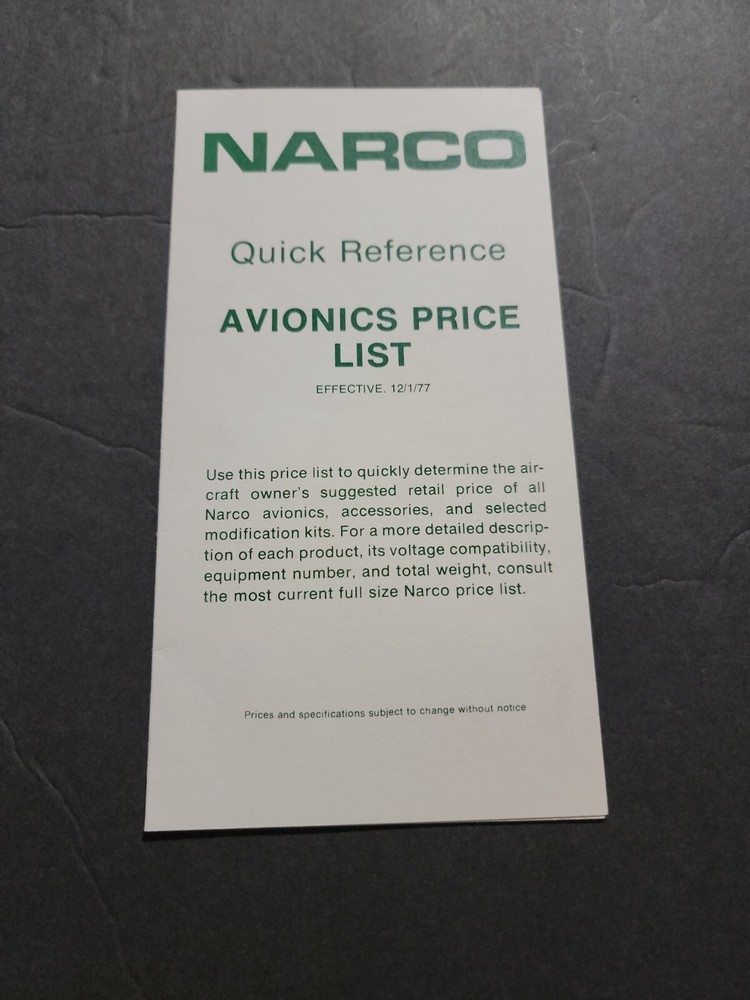 NARCO
Quick Reference
AVIONICS PRICE
LIST
EFFECTIVE. 12/1/77
Use this price list to quickly determine the air-
craft owner's suggested retail price of all
Narco avionics, accessories, and selected
modification kits. For a more detailed descrip-
tion of each product, its voltage compatibility,
equipment number, and total weight, consult
the most current full size Narco price list.
Prices and specifications subject to change without notice